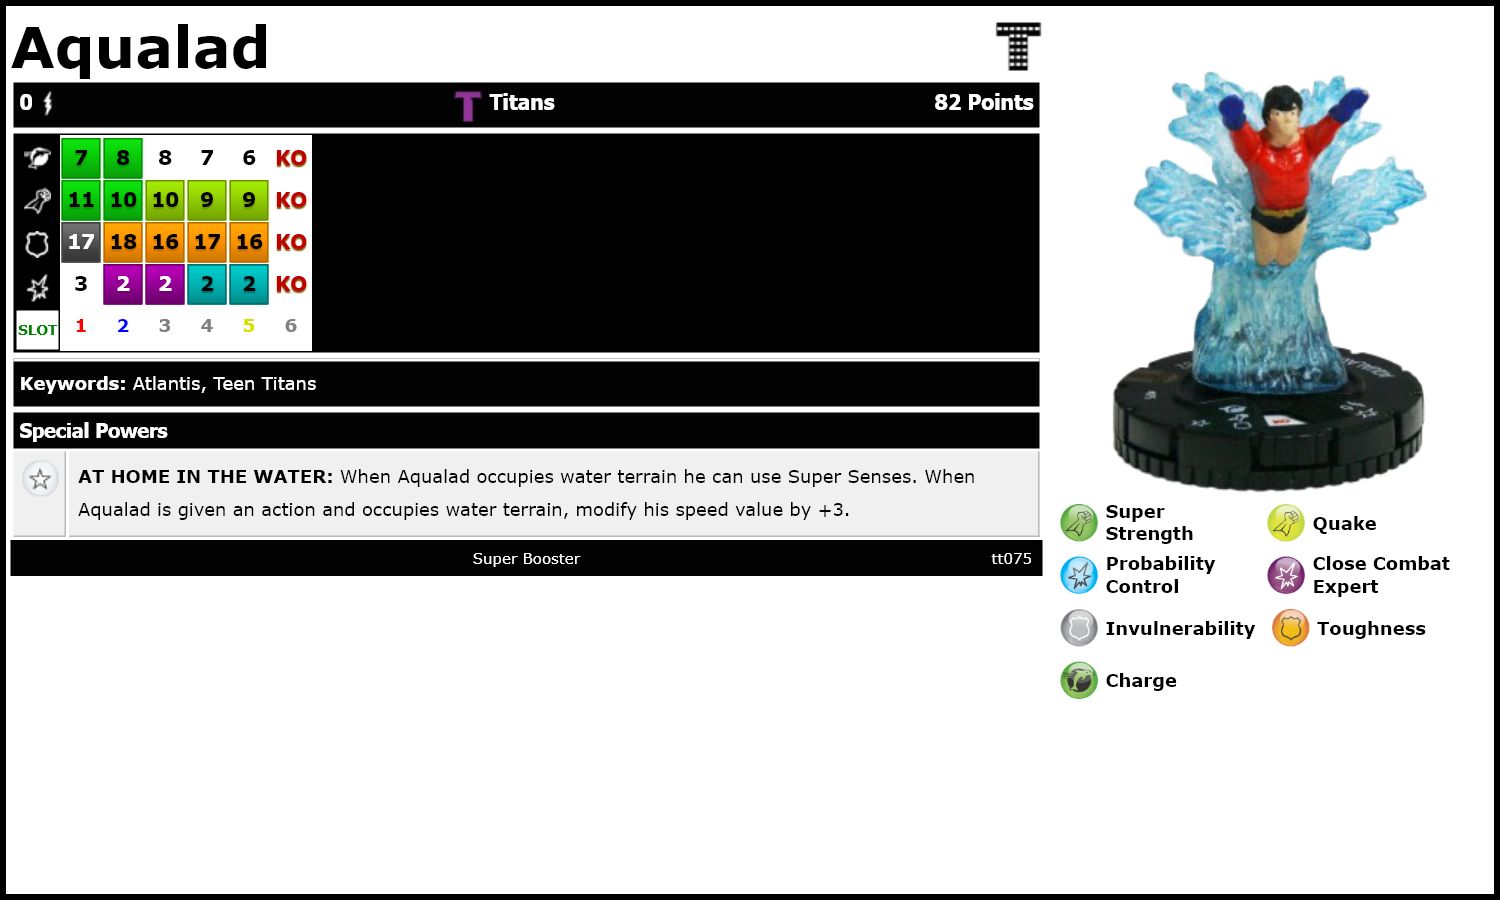 Aqualad
T
0 T Titans 82 Points
7 8 8 7 6 KO
11 10 10 9 9 KO
17 18 16 17 16 KO
3 2 2 2 2 KO
SLOT 1 2 3 4 5 6
Keywords: Atlantis, Teen Titans
Special Powers
AT HOME IN THE WATER: When Aqualad occupies water terrain he can use Super Senses. When
Aqualad is given an action and occupies water terrain, modify his speed value by +3.
Super Booster tt075
KO
Super
Strength
Quake
Probability
Control
Close Combat
Expert
Invulnerability
Toughness
Charge